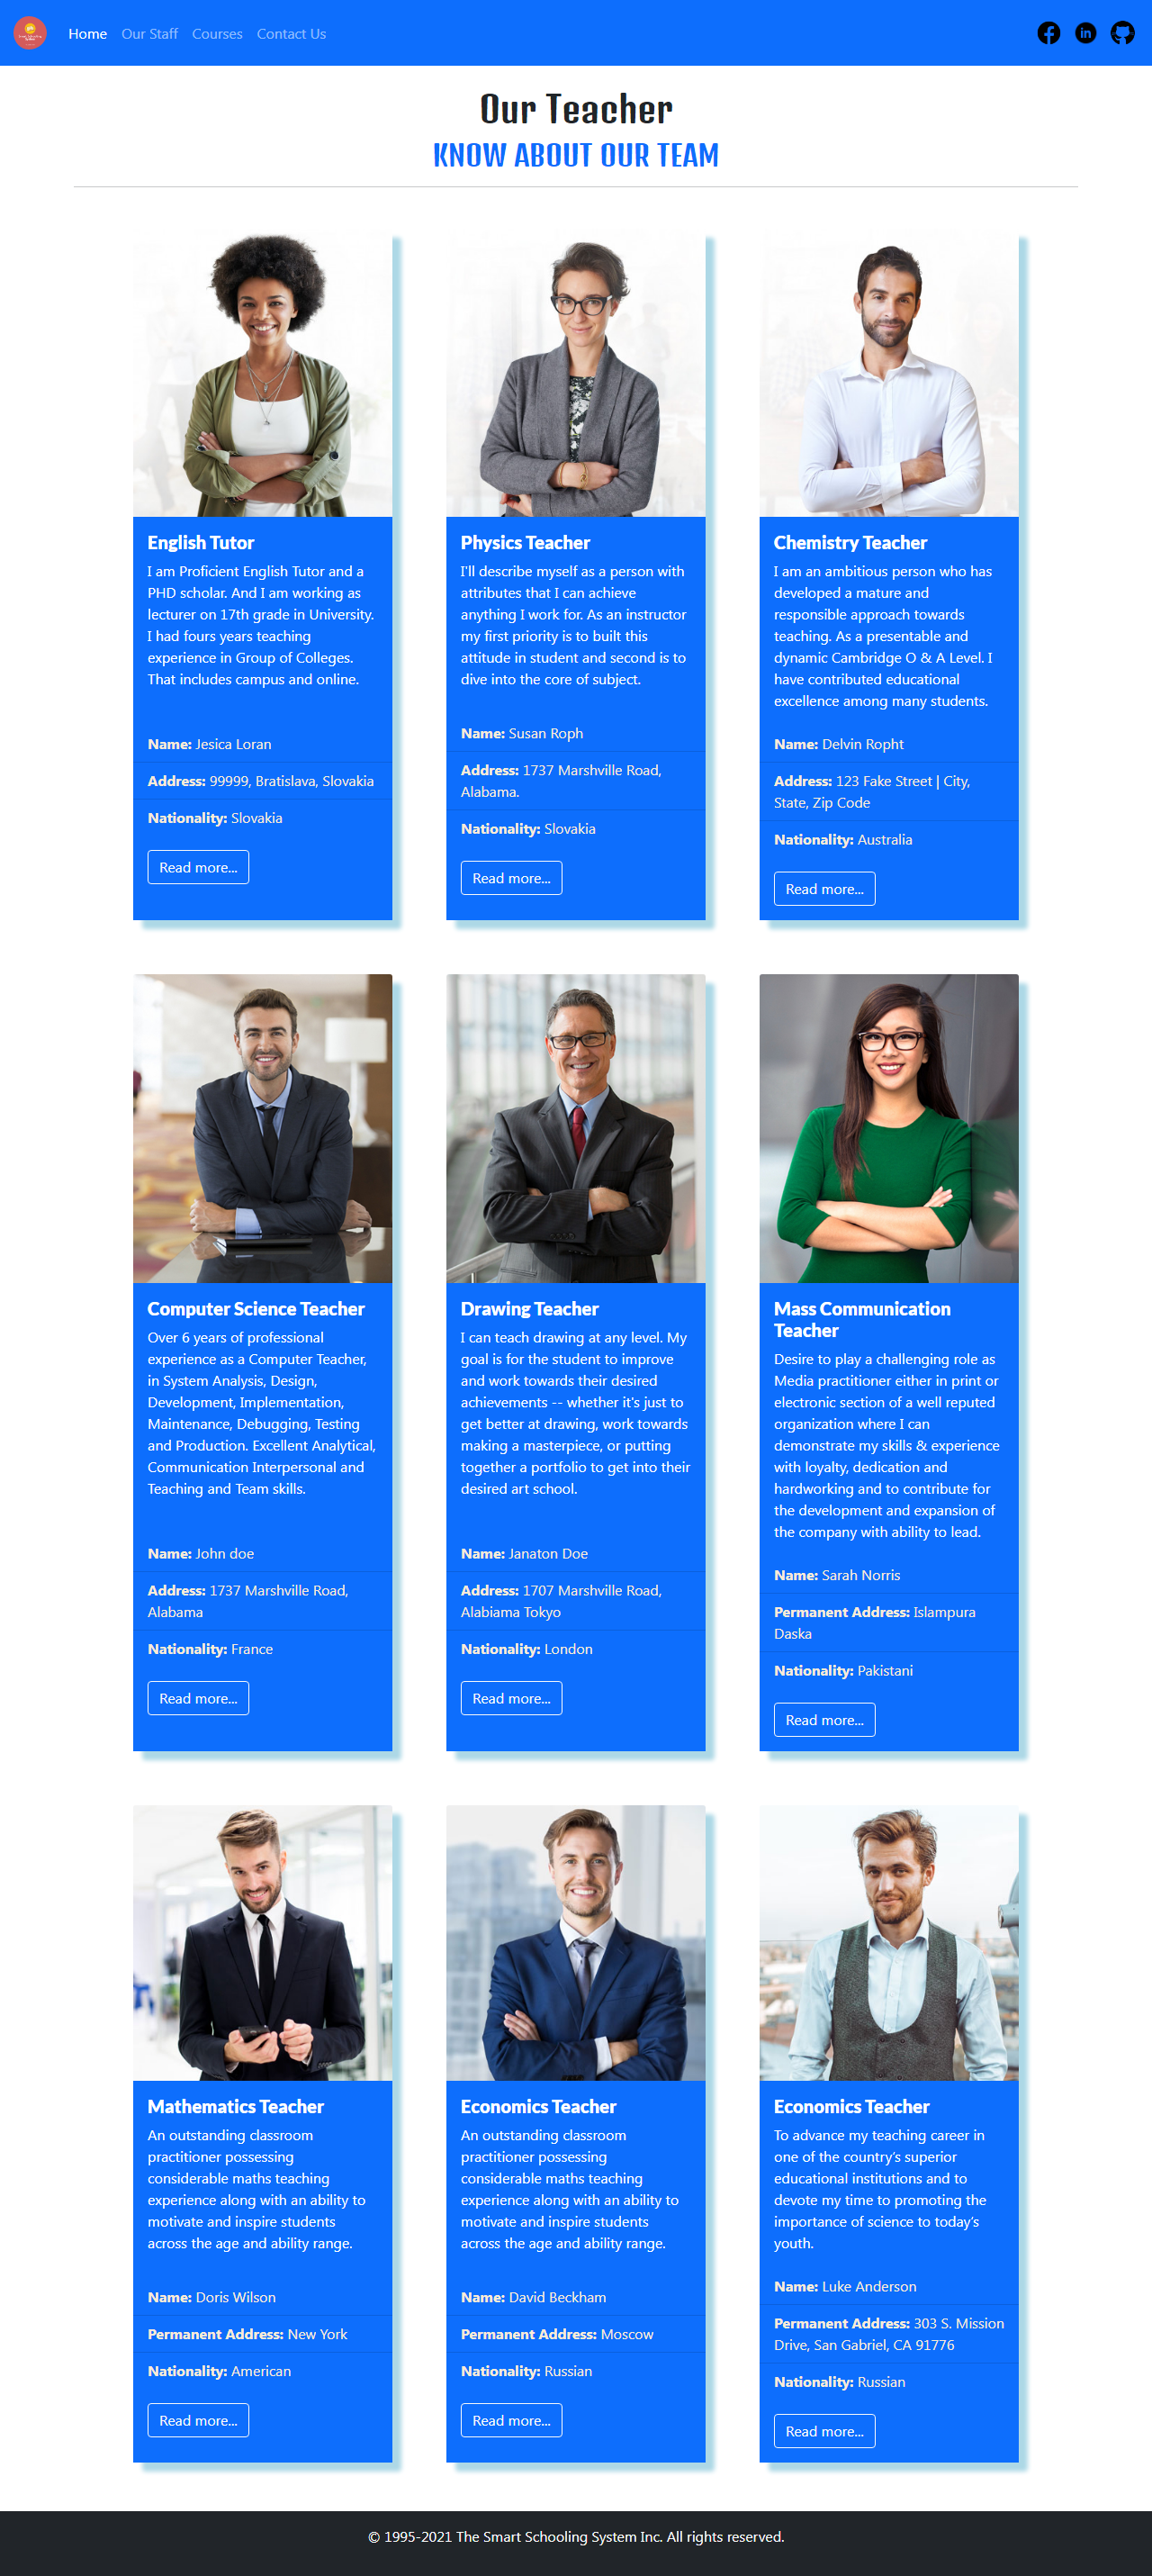 Home Our Staff Courses Contact Us
Our Teacher
KNOW ABOUT OUR TEAM
English Tutor
I am Proficient English Tutor and a
PHD scholar. And I am working as
lecturer on 17th grade in University.
I had fours years teaching
experience in Group of Colleges.
That includes campus and online.
Name: Jesica Loran
Address: 99999, Bratislava, Slovakia
Nationality: Slovakia
Read more...
Physics Teacher
I'll describe myself as a person with
attributes that I can achieve
anything I work for. As an instructor
my first priority is to built this
attitude in student and second is to
dive into the core of subject.
Name: Susan Roph
Address: 1737 Marshville Road,
Alabama.
Nationality: Slovakia
Read more...
Chemistry Teacher
I am an ambitious person who has
developed a mature and
responsible approach towards
teaching. As a presentable and
dynamic Cambridge O & A Level. I
have contributed educational
excellence among many students.
Name: Delvin Ropht
Address: 123 Fake Street | City,
State, Zip Code
Nationality: Australia
Read more...
Computer Science Teacher
Over 6 years of professional
experience as a Computer Teacher,
in System Analysis, Design,
Development, Implementation,
Maintenance, Debugging, Testing
and Production. Excellent Analytical,
Communication Interpersonal and
Teaching and Team skills.
Name: John doe
Address: 1737 Marshville Road,
Alabama
Nationality: France
Read more...
Drawing Teacher
I can teach drawing at any level. My
goal is for the student to improve
and work towards their desired
achievements -- whether it's just to
get better at drawing, work towards
making a masterpiece, or putting
together a portfolio to get into their
desired art school.
Name: Janaton Doe
Address: 1707 Marshville Road,
Alabiama Tokyo
Nationality: London
Read more...
Mass Communication
Teacher
Desire to play a challenging role as
Media practitioner either in print or
electronic section of a well reputed
organization where I can
demonstrate my skills & experience
with loyalty, dedication and
hardworking and to contribute for
the development and expansion of
the company with ability to lead.
Name: Sarah Norris
Permanent Address: Islampura
Daska
Nationality: Pakistani
Read more...
Mathematics Teacher
An outstanding classroom
practitioner possessing
considerable maths teaching
experience along with an ability to
motivate and inspire students
across the age and ability range.
Name: Doris Wilson
Permanent Address: New York
Nationality: American
Read more...
Economics Teacher
An outstanding classroom
practitioner possessing
considerable maths teaching
experience along with an ability to
motivate and inspire students
across the age and ability range.
Name: David Beckham
Permanent Address: Moscow
Nationality: Russian
Read more...
Economics Teacher
To advance my teaching career in
one of the country's superior
educational institutions and to
devote my time to promoting the
importance of science to today's
youth.
Name: Luke Anderson
Permanent Address: 303 S. Mission
Drive, San Gabriel, CA 91776
Nationality: Russian
Read more...
© 1995-2021 The Smart Schooling System Inc. All rights reserved.